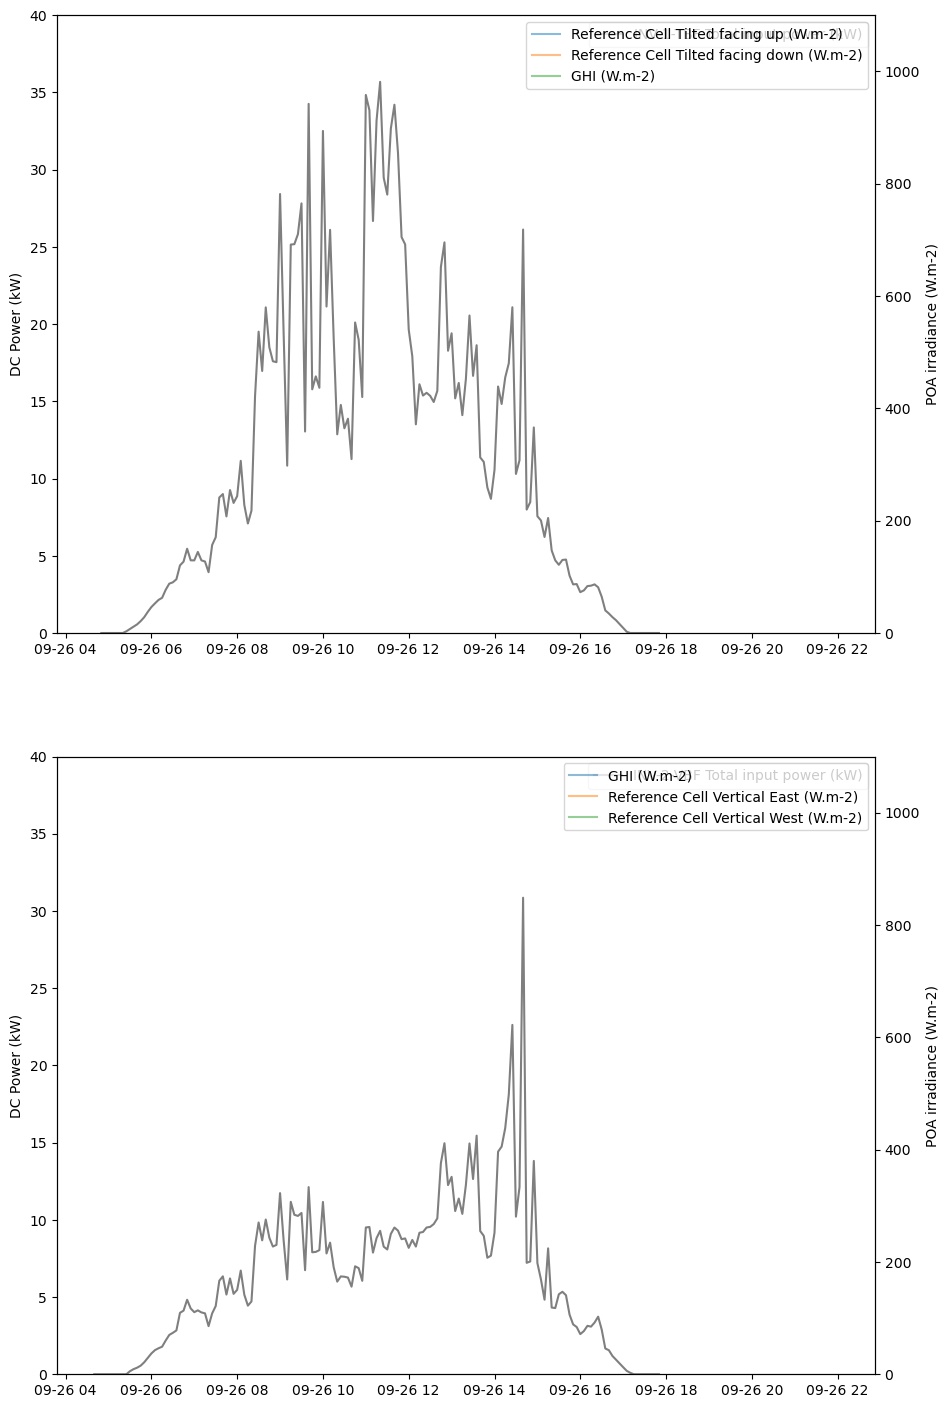 40
35
30
25
20
15
10
5
0
DC Power (kW)
Reference Cell Tilted facing up (W.m-2)
Reference Cell Tilted facing down (W.m-2)
GHI (W.m-2)
1000
800
600
400
200
0
POA irradiance (W.m-2)
09-26 04 09-26 06 09-26 08 09-26 10 09-26 12 09-26 14 09-26 16 09-26 18 09-26 20 09-26 22
40
35
30
25
20
15
10
5
0
DC Power (kW)
GHI (W.m-2) Total input power (kW)
Reference Cell Vertical East (W.m-2)
Reference Cell Vertical West (W.m-2)
1000
800
600
400
200
0
POA irradiance (W.m-2)
09-26 04 09-26 06 09-26 08 09-26 10 09-26 12 09-26 14 09-26 16 09-26 18 09-26 20 09-26 22